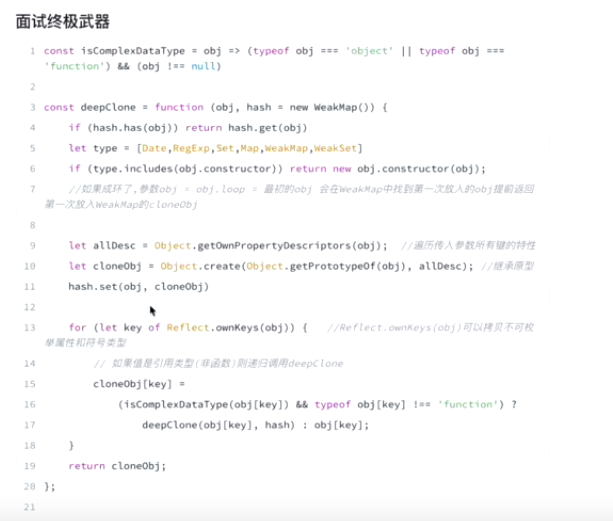 面试终极武器
1 const isComplexDataType = obj => (typeof obj === 'object' || typeof obj ===
'function') && (obj !== null)
2
3 const deepClone = function (obj, hash = new WeakMap()) {
4 if (hash.has(obj)) return hash.get(obj)
5 let type = [Date,RegExp,Set,Map,WeakMap,WeakSet]
6 if (type.includes(obj.constructor)) return new obj.constructor(obj);
7 //如果成环了,参数obj = obj.loop = 最初的obj 会在WeakMap中找到第一次放入的obj提前返回
第一次放入WeakMap的cloneObj
8
9 let allDesc = Object.getOwnPropertyDescriptors(obj); //遍历传入参数所有键的特性
10 let cloneObj = Object.create(Object.getPrototypeOf(obj), allDesc); //继承原型
11 hash.set(obj, cloneObj)
12
13 for (let key of Reflect.ownKeys(obj)) { //Reflect.ownKeys(obj)可以拷贝不可枚
举属性和符号类型
14 // 如果值是引用类型(非函数)则递归调用deepClone
15 cloneObj[key] =
16 (isComplexDataType(obj[key]) && typeof obj[key] !== 'function') ?
17 deepClone(obj[key], hash) : obj[key];
18 }
19 return cloneObj;
20 };
21